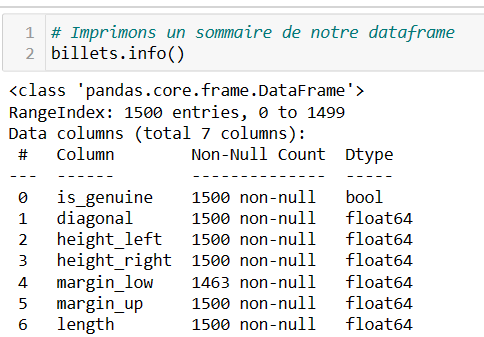 1 # Imprimons un sommaire de notre dataframe
2 billets.info()
<class 'pandas.core.frame.DataFrame'>
RangeIndex: 1500 entries, 0 to 1499
Data columns (total 7 columns):
 #   Column        Non-Null Count  Dtype
---  ------        --------------  -----
 0   is_genuine    1500 non-null   bool
 1   diagonal      1500 non-null   float64
 2   height_left   1500 non-null   float64
 3   height_right  1500 non-null   float64
 4   margin_low    1463 non-null   float64
 5   margin_up     1500 non-null   float64
 6   length        1500 non-null   float64